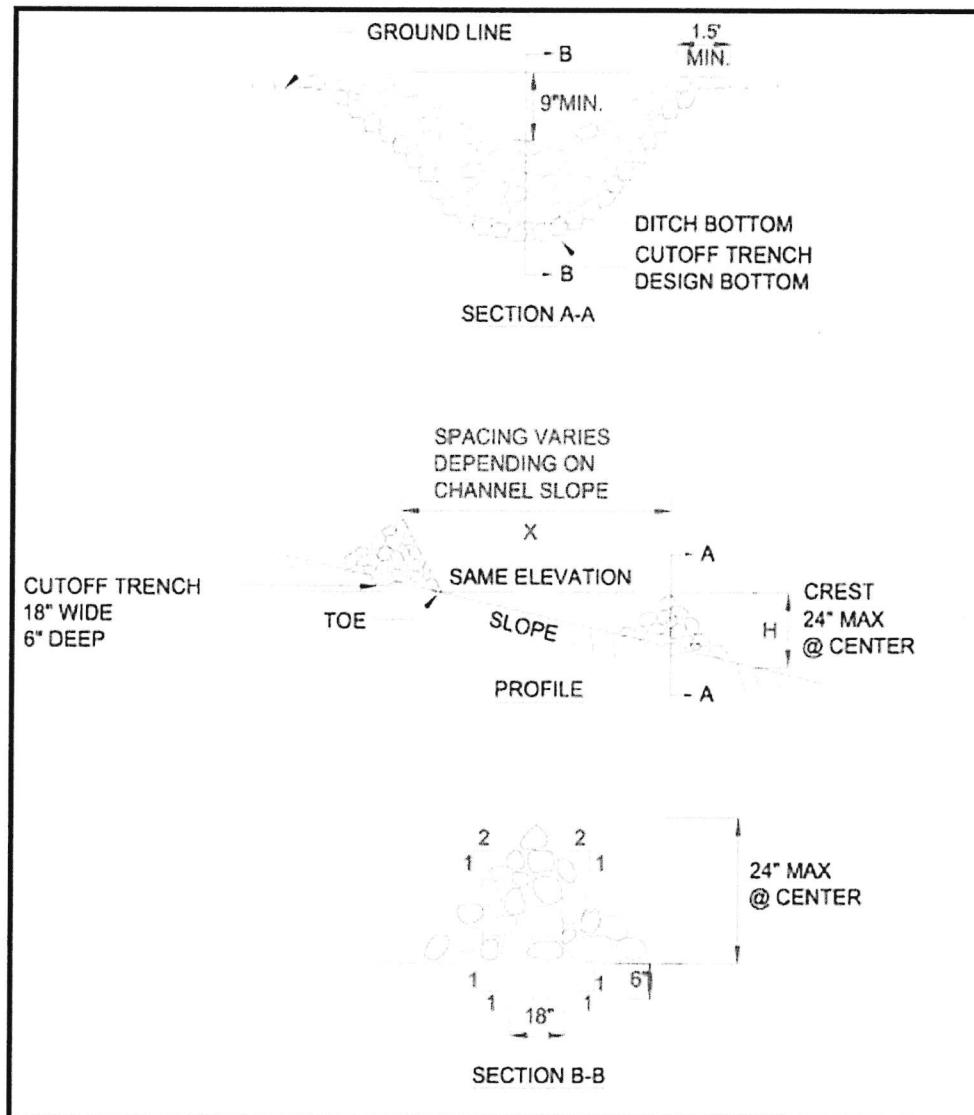 GROUND LINE
B
1.5'
MIN.
9"MIN.
DITCH BOTTOM
CUTOFF TRENCH
DESIGN BOTTOM
B
SECTION A-A
SPACING VARIES
DEPENDING ON
CHANNEL SLOPE
X
A
CUTOFF TRENCH
18" WIDE
6" DEEP
SAME ELEVATION
TOE
SLOPE
H
CREST
24" MAX
@ CENTER
PROFILE
A
2
1
2
1
24" MAX
@ CENTER
1
1
1
1
6"
18"
SECTION B-B